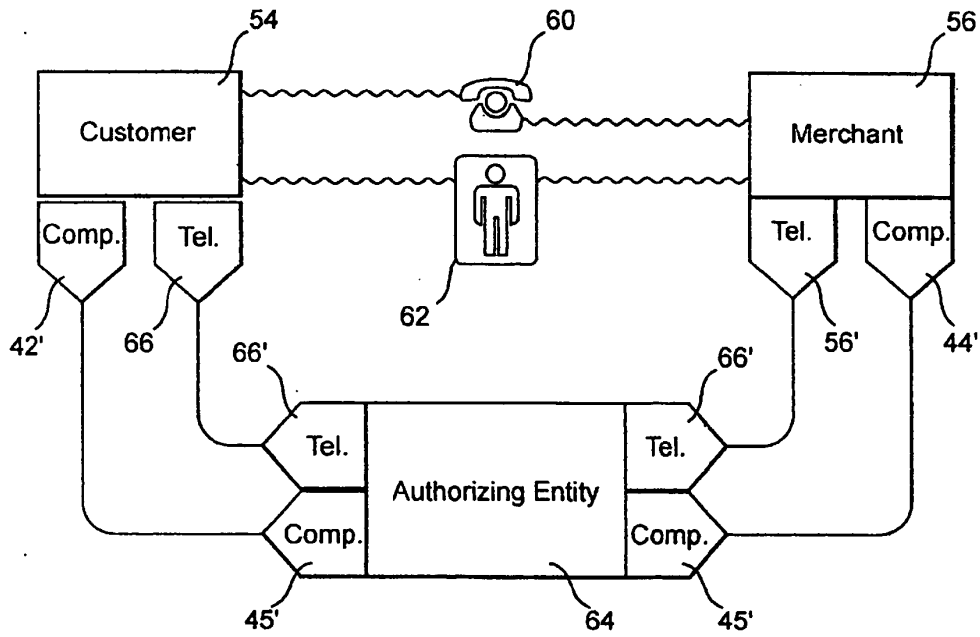 54
60
56
Customer
Merchant
Comp.
Tel.
Tel.
Comp.
42'
66
62
56'
44'
66'
66'
Tel.
Tel.
Authorizing Entity
Comp.
Comp.
45'
64
45'